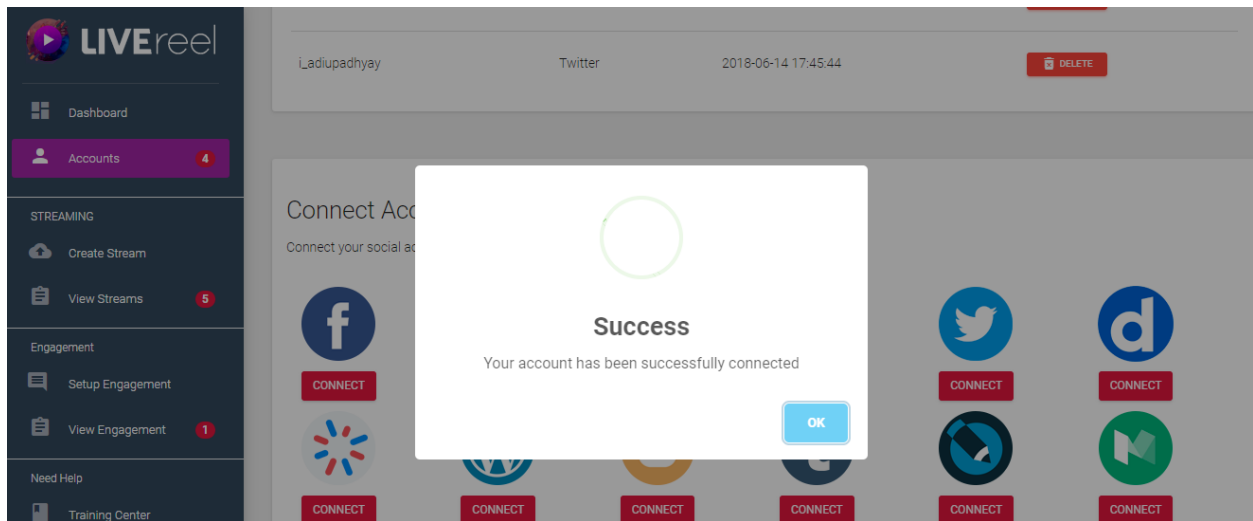 LIVEreel
Dashboard
Accounts 4
STREAMING
Create Stream
View Streams 5
Engagement
Setup Engagement
View Engagement 1
Need Help
Training Center
i_adiupadhyay Twitter 2018-06-14 17:45:44 DELETE
Connect
Connect your social
Success
Your account has been successfully connected
OK
CONNECT CONNECT CONNECT
CONNECT CONNECT CONNECT CONNECT CONNECT CONNECT